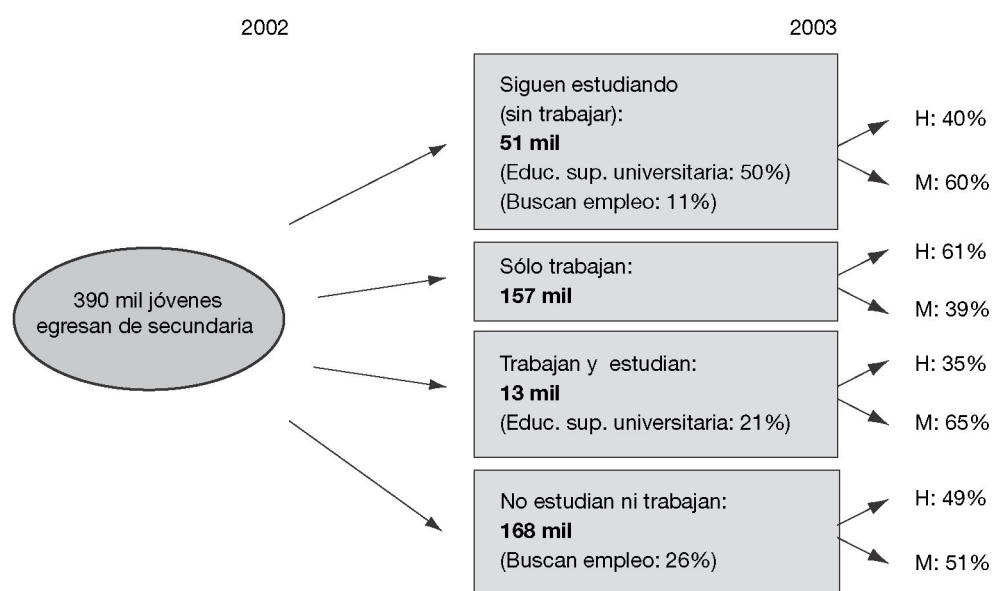 2002
2003
390 mil jóvenes
egresan de secundaria
Siguen estudiando
(sin trabajar):
51 mil
(Educ. sup. universitaria: 50%)
(Buscan empleo: 11%)
H: 40%
M: 60%
Sólo trabajan:
157 mil
H: 61%
M: 39%
Trabajan y estudian:
13 mil
(Educ. sup. universitaria: 21%)
H: 35%
M: 65%
No estudian ni trabajan:
168 mil
(Buscan empleo: 26%)
H: 49%
M: 51%